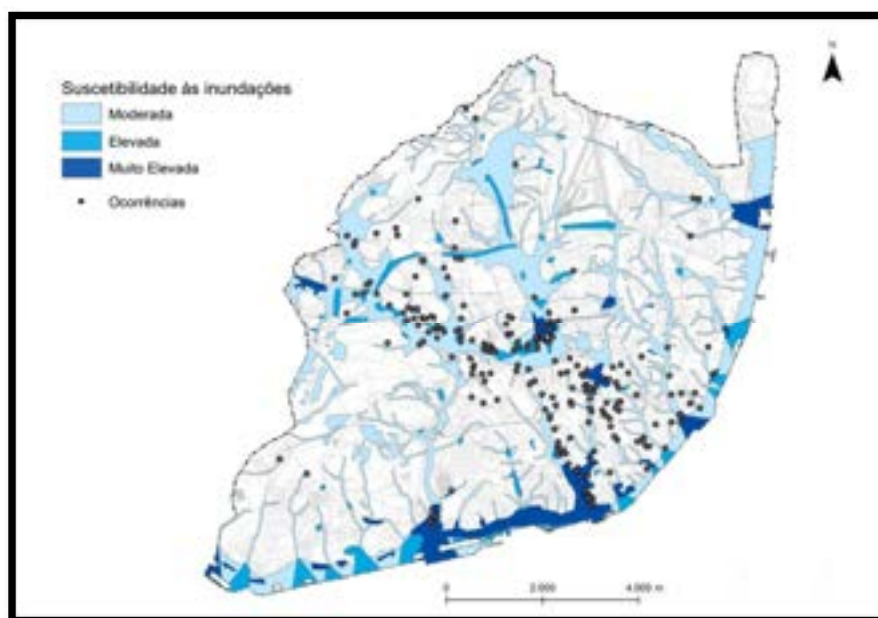 Suscetibilidade às inundações
Moderada
Elevada
Muito Elevada
Ocorrências
N
0 2.000 4.000 m